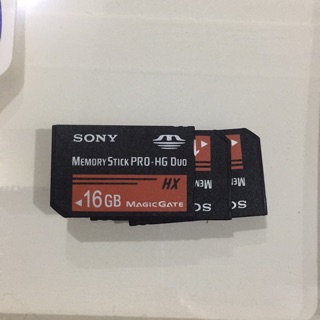 SONY
MEMORY STICK PRO-HG DUO
HX
16GB MAGICGATE